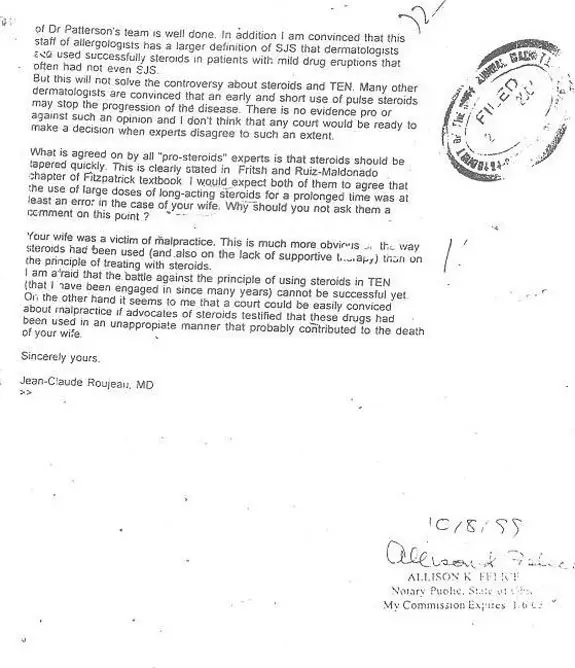 72
of Dr Patterson's team is well done. In addition I am convinced that this
staff of allergologists has a larger definition of SJS that dermatologists
used successfully steroids in patients with mild drug eruptions that
often had not even SJS.
But this will not solve the controversy about steroids and TEN. Many other
dermatologists are convinced that an early and short use of pulse steroids
may stop the progression of the disease. There is no evidence pro or
against such an opinion and I don't think that any court would be ready to
make a decision when experts disagree to such an extent.
FILED
What is agreed on by all "pro-steroids" experts is that steroids should be
tapered quickly. This is clearly stated in Fritsh and Ruiz-Maldonado
chapter of Fitzpatrick textbook I would expect both of them to agree that
the use of large doses of long-acting steroids for a prolonged time was at
least an error in the case of your wife. Why should you not ask them a
comment on this point ?
Your wife was a victim of malpractice. This is much more obvious the way
steroids had been used (and also on the lack of supportive therapy) than on
the principle of treating with steroids.
I am afraid that the battle against the principle of using steroids in TEN
(that I have been engaged in since many years) cannot be successful yet.
On the other hand it seems to me that a court could be easily conviced
about malpractice if advocates of steroids testified that these drugs had
been used in an unappropiate manner that probably contributed to the death
of your wife.
Sincerely yours.
Jean-Claude Roujeau, MD
>>
10/8/99
Allison K Felice
ALLISON K FELICE
Notary Public, State of
My Commission Expires